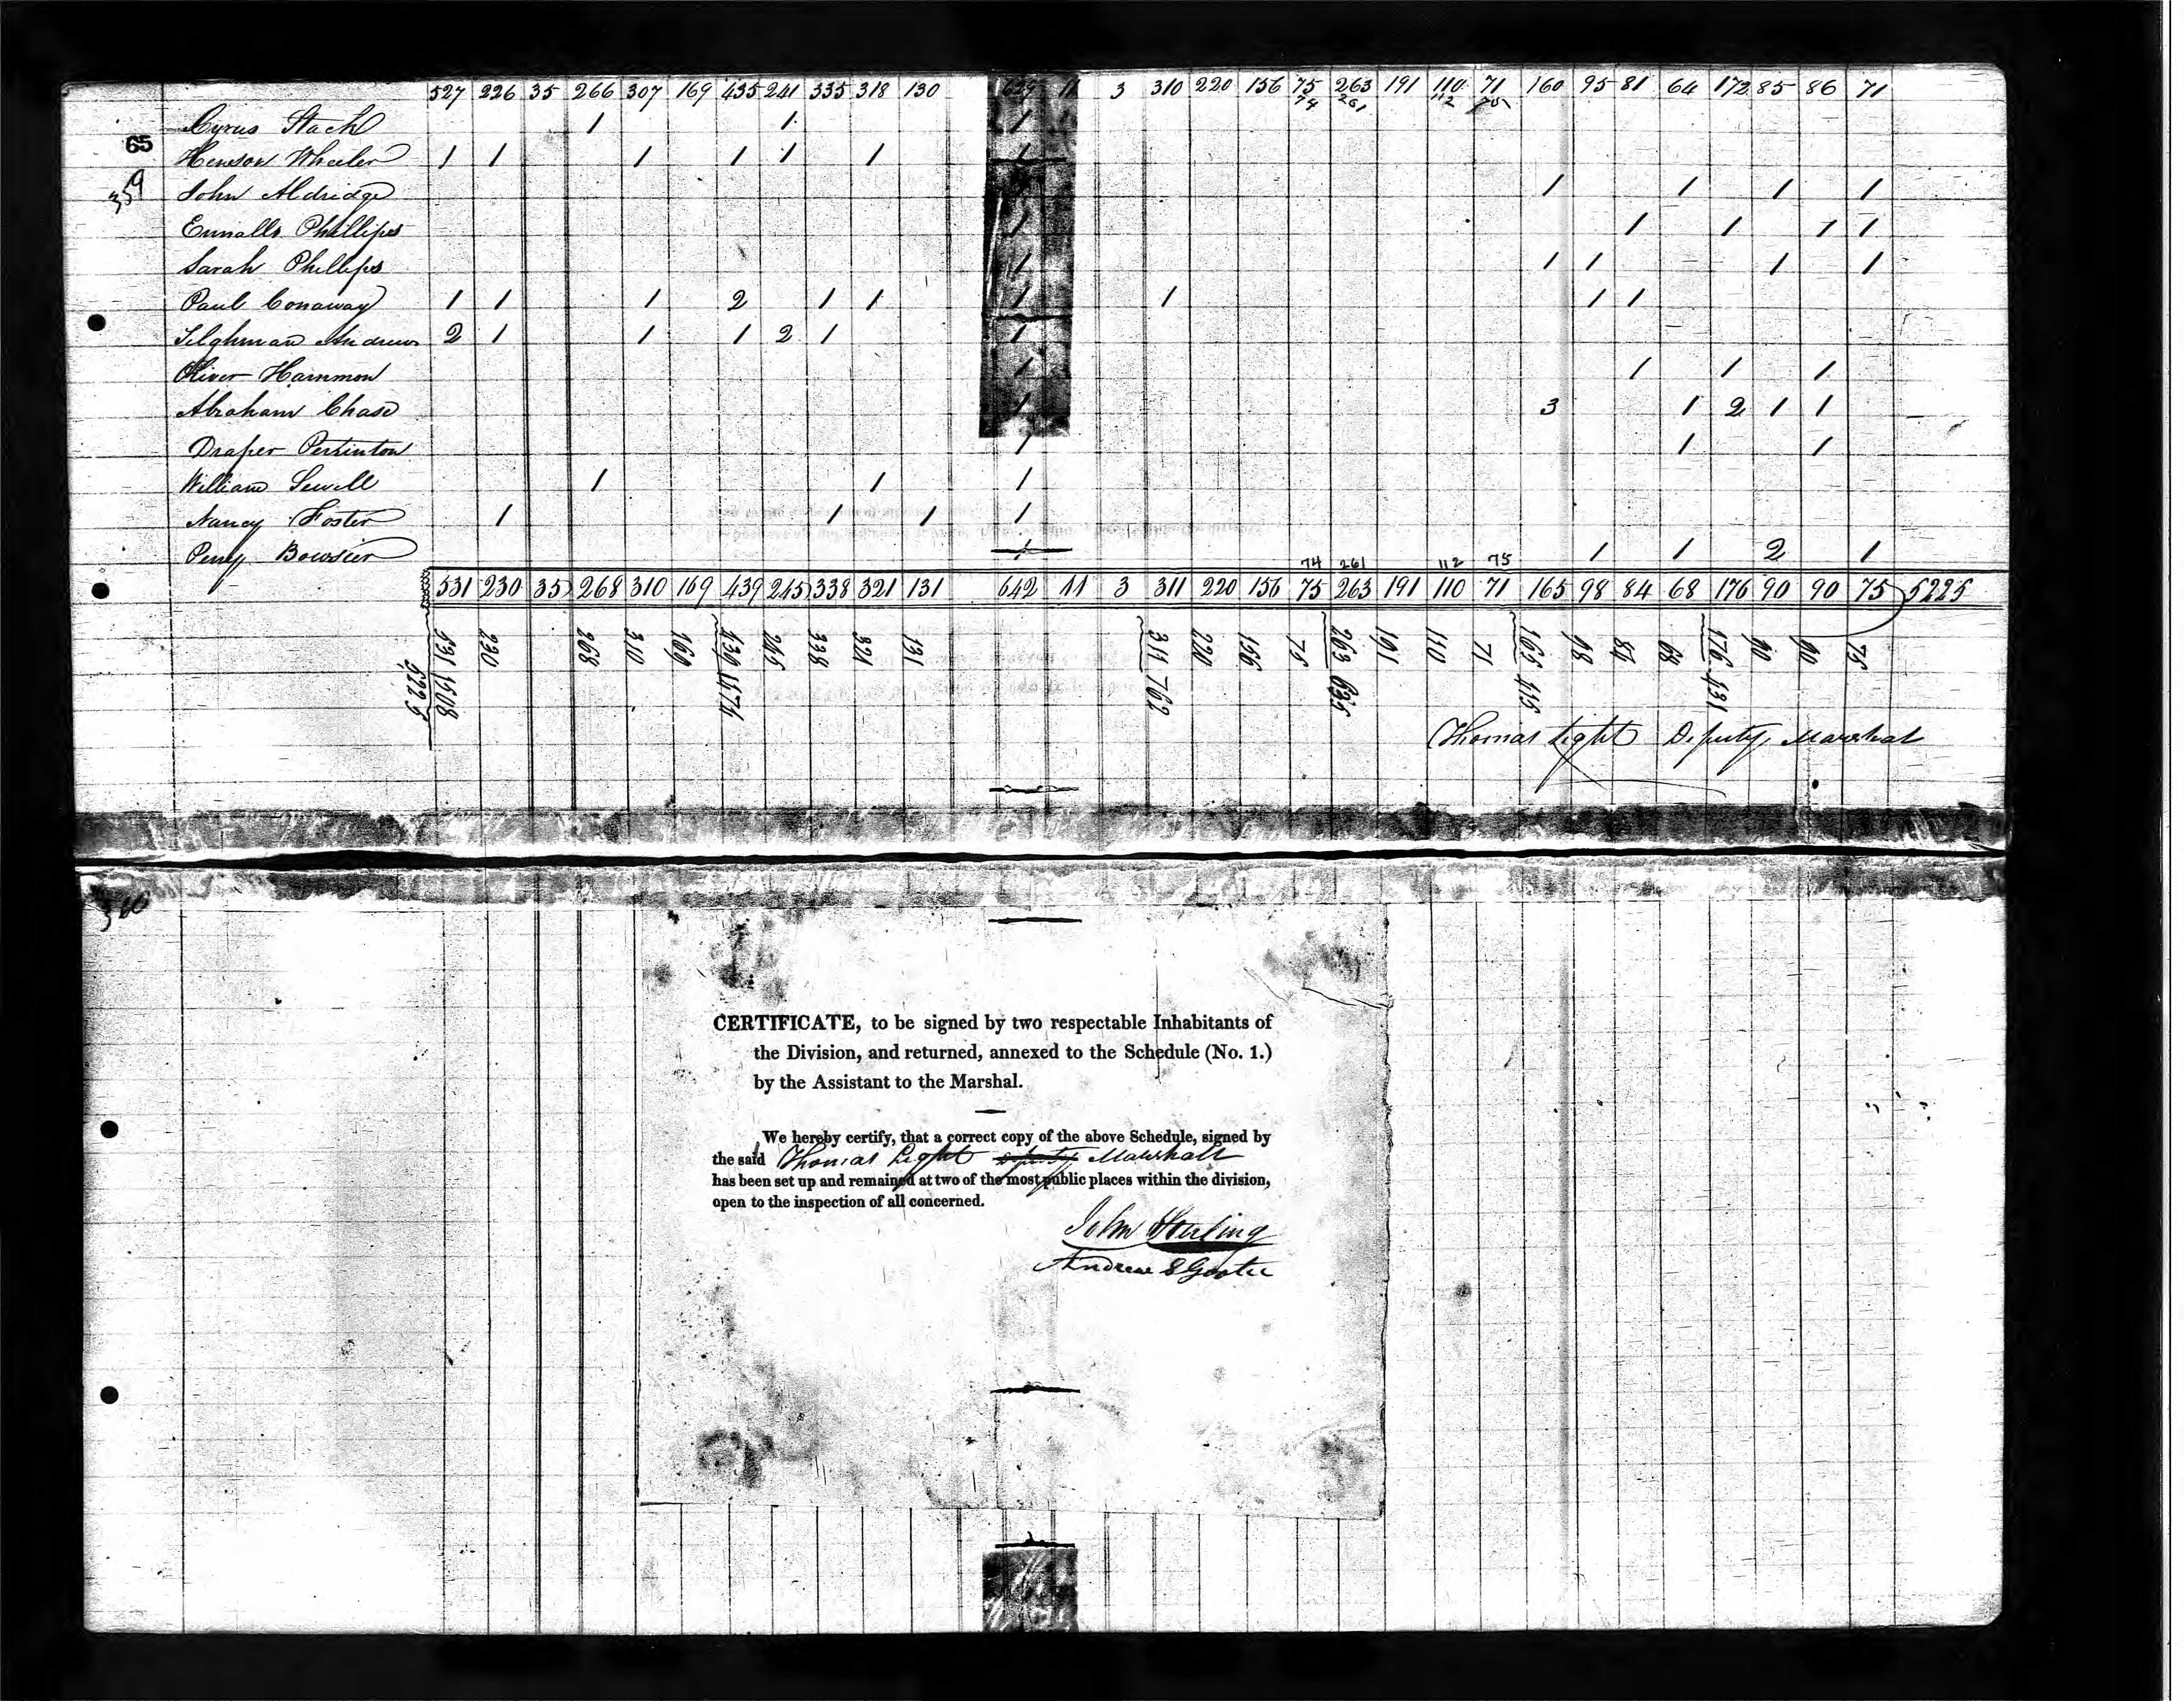 527 226 35 266 307 169 435 241 335 318 130 629 11 3 310 220 156 75 263 191 110 71 160 95 81 64 172 85 86 71
74 261 112 75
Cyrus Stack 1 1 1
65
Henson Wheeler 1 1 1 1 1 1 1
359
John Aldridge 1 1 1 1
Ennalls Phillips 1 1 1 1 1
Sarah Phillips 1 1 1 1 1
Paul Conaway 1 1 1 2 1 1 1 1 1 1
Tilghman Andrews 2 1 1 1 2 1 1
Oliver Hammon 1 1 1 1
Abraham Chase 1 3 1 2 1 1
Draper 1 1 1
William Sewell 1 1 1
Nancy Foster 1 1 1 1
Perry Bowsier 1 1 1 2 1
74 261 112 75
531 230 35 268 310 169 439 245 338 321 131 642 11 3 311 220 156 75 263 191 110 71 165 98 84 68 176 90 90 75 5225
531 230 268 310 169 439 245 338 321 131 311 220 156 75 263 191 110 71 165 98 84 68 176 90 90 75
5225 1508 1474 762 635 415 431
Thomas Light Deputy Marshal
360
CERTIFICATE, to be signed by two respectable Inhabitants of
the Division, and returned, annexed to the Schedule (No. 1.)
by the Assistant to the Marshal.
We hereby certify, that a correct copy of the above Schedule, signed by
the said Thomas Light Deputy Marshall
has been set up and remained at two of the most public places within the division,
open to the inspection of all concerned.
John
Andrew